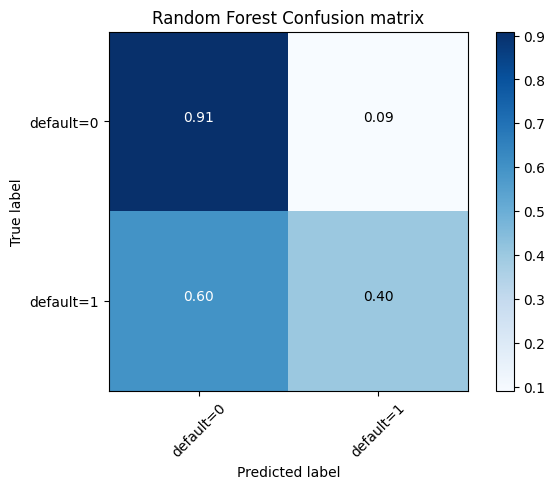 Random Forest Confusion matrix
True label
default=0
default=1
0.91
0.09
0.60
0.40
default=0
default=1
Predicted label
0.9
0.8
0.7
0.6
0.5
0.4
0.3
0.2
0.1